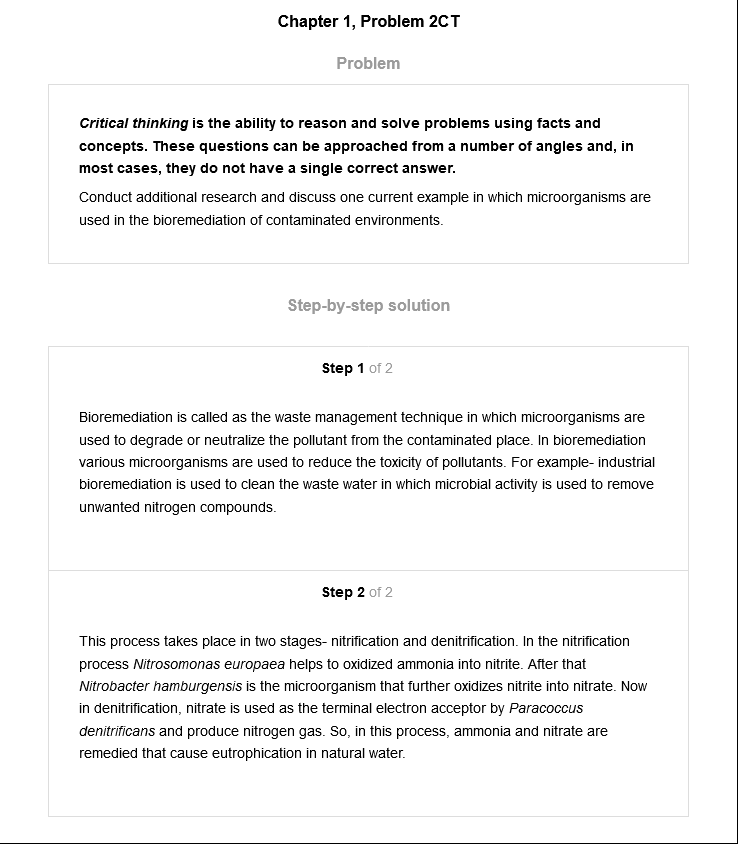 Chapter 1, Problem 2CT
Problem
Critical thinking is the ability to reason and solve problems using facts and
concepts. These questions can be approached from a number of angles and, in
most cases, they do not have a single correct answer.
Conduct additional research and discuss one current example in which microorganisms are
used in the bioremediation of contaminated environments.
Step-by-step solution
Step 1 of 2
Bioremediation is called as the waste management technique in which microorganisms are
used to degrade or neutralize the pollutant from the contaminated place. In bioremediation
various microorganisms are used to reduce the toxicity of pollutants. For example- industrial
bioremediation is used to clean the waste water in which microbial activity is used to remove
unwanted nitrogen compounds.
Step 2 of 2
This process takes place in two stages- nitrification and denitrification. In the nitrification
process Nitrosomonas europaea helps to oxidized ammonia into nitrite. After that
Nitrobacter hamburgensis is the microorganism that further oxidizes nitrite into nitrate. Now
in denitrification, nitrate is used as the terminal electron acceptor by Paracoccus
denitrificans and produce nitrogen gas. So, in this process, ammonia and nitrate are
remedied that cause eutrophication in natural water.